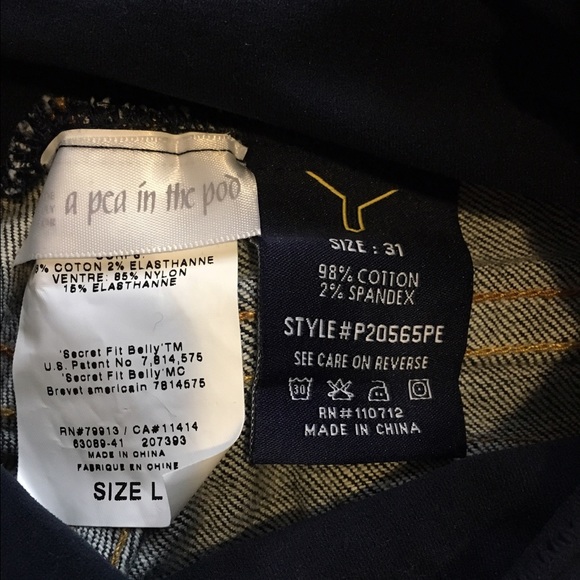 a pea in the pod
% COTON 2% ELASTHANNE
VENTRE: 85% NYLON
15% ELASTHANNE
'Secret Fit Belly'TM
U.S. Patent No 7,814,575
'Secret Fit Belly'MC
Brevet americain 7814575
RN#79913 / CA#11414
63089-41 207393
MADE IN CHINA
FABRIQUE EN CHINE
SIZE L
SIZE : 31
98% COTTON
2% SPANDEX
STYLE#P20565PE
SEE CARE ON REVERSE
30
RN#110712
MADE IN CHINA